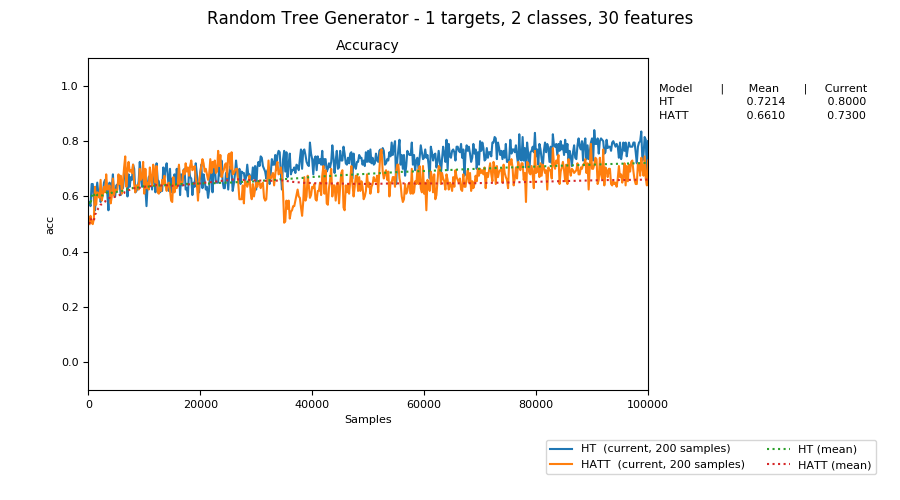 Random Tree Generator - 1 targets, 2 classes, 30 features
Accuracy
Model | Mean | Current
HT 0.7214 0.8000
HATT 0.6610 0.7300
1.0
0.8
0.6
0.4
0.2
0.0
acc
0 20000 40000 60000 80000 100000
Samples
HT (current, 200 samples) HT (mean)
HATT (current, 200 samples) HATT (mean)